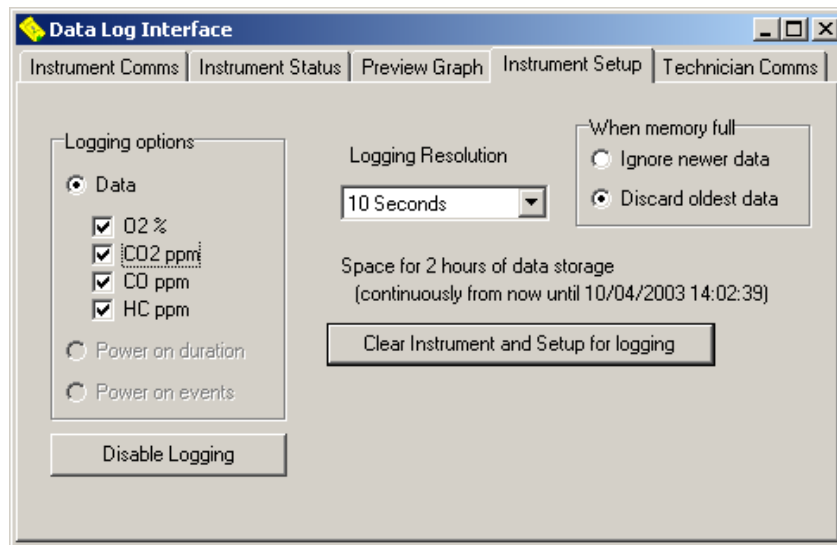 Data Log Interface
Instrument Comms
Instrument Status
Preview Graph
Instrument Setup
Technician Comms
Logging options
Data
O2 %
CO2 ppm
CO ppm
HC ppm
Power on duration
Power on events
Disable Logging
Logging Resolution
10 Seconds
When memory full
Ignore newer data
Discard oldest data
Space for 2 hours of data storage
(continuously from now until 10/04/2003 14:02:39)
Clear Instrument and Setup for logging